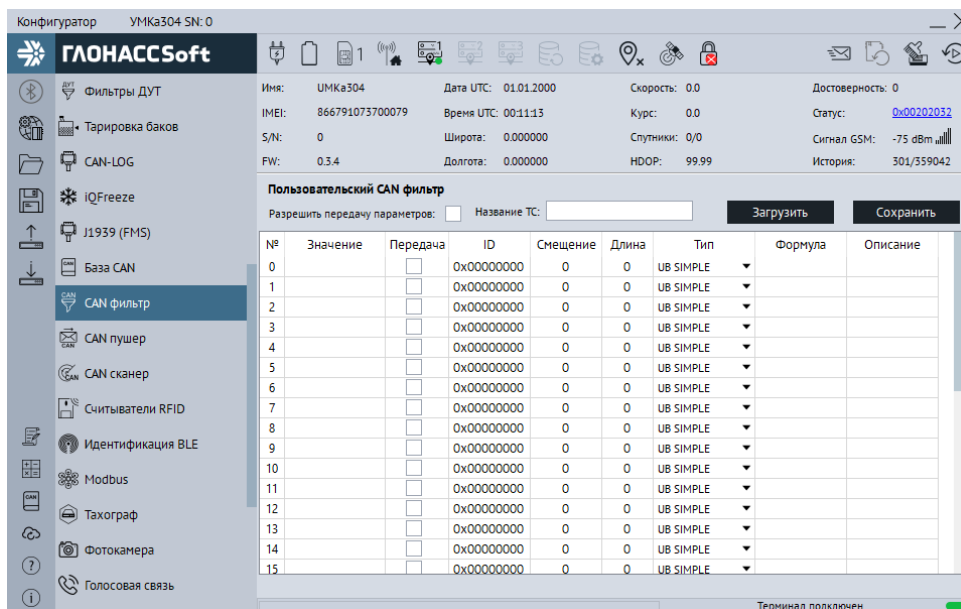 Конфигуратор УМКа304 SN: 0
ГЛОНАССSoft
1
Фильтры ДУТ
Тарировка баков
CAN-LOG
iQFreeze
J1939 (FMS)
База CAN
CAN фильтр
CAN пушер
CAN сканер
Считыватели RFID
Идентификация BLE
Modbus
Тахограф
Фотокамера
Голосовая связь
Имя: UMKa304 Дата UTC: 01.01.2000 Скорость: 0.0 Достоверность: 0
IMEI: 866791073700079 Время UTC: 00:11:13 Курс: 0.0 Статус: 0x00202032
S/N: 0 Широта: 0.000000 Спутники: 0/0 Сигнал GSM: -75 dBm
FW: 0.3.4 Долгота: 0.000000 HDOP: 99.99 История: 301/359042
Пользовательский CAN фильтр
Разрешить передачу параметров: Название ТС: Загрузить Сохранить
№ Значение Передача ID Смещение Длина Тип Формула Описание
0 0x00000000 0 0 UB SIMPLE
1 0x00000000 0 0 UB SIMPLE
2 0x00000000 0 0 UB SIMPLE
3 0x00000000 0 0 UB SIMPLE
4 0x00000000 0 0 UB SIMPLE
5 0x00000000 0 0 UB SIMPLE
6 0x00000000 0 0 UB SIMPLE
7 0x00000000 0 0 UB SIMPLE
8 0x00000000 0 0 UB SIMPLE
9 0x00000000 0 0 UB SIMPLE
10 0x00000000 0 0 UB SIMPLE
11 0x00000000 0 0 UB SIMPLE
12 0x00000000 0 0 UB SIMPLE
13 0x00000000 0 0 UB SIMPLE
14 0x00000000 0 0 UB SIMPLE
15 0x00000000 0 0 UB SIMPLE
Терминал подключен